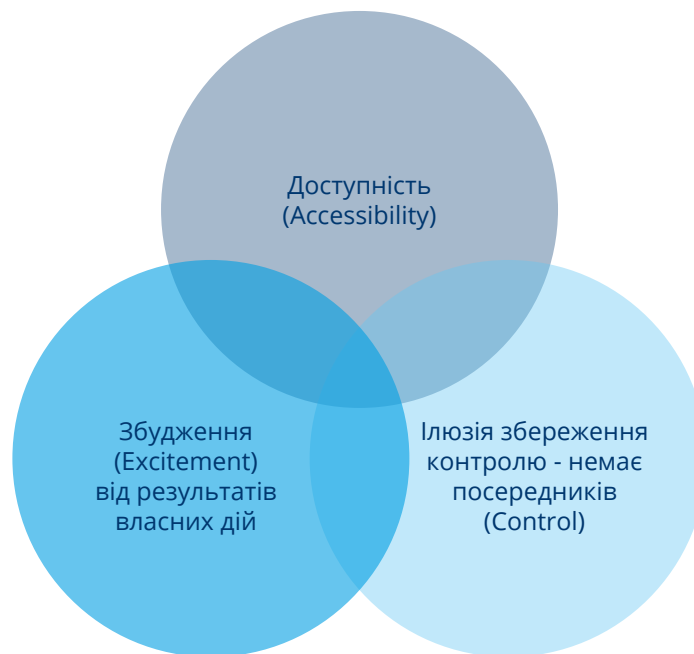 Доступність
(Accessibility)
Збудження
(Excitement)
від результатів
власних дій
Ілюзія збереження
контролю - немає
посередників
(Control)